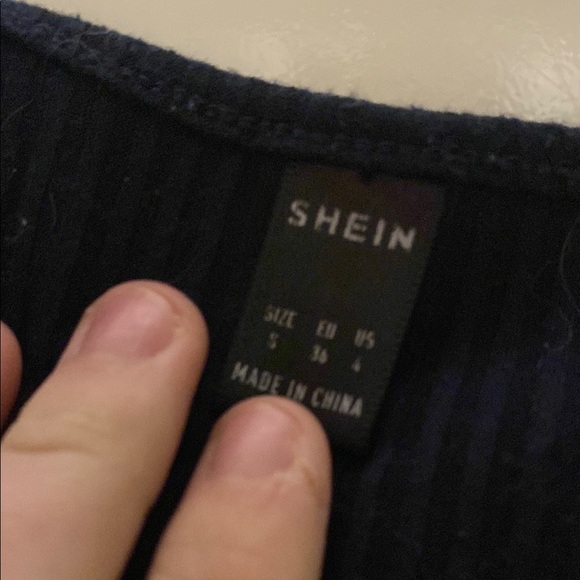 SHEIN
SIZE EU US
S 36 4
MADE IN CHINA